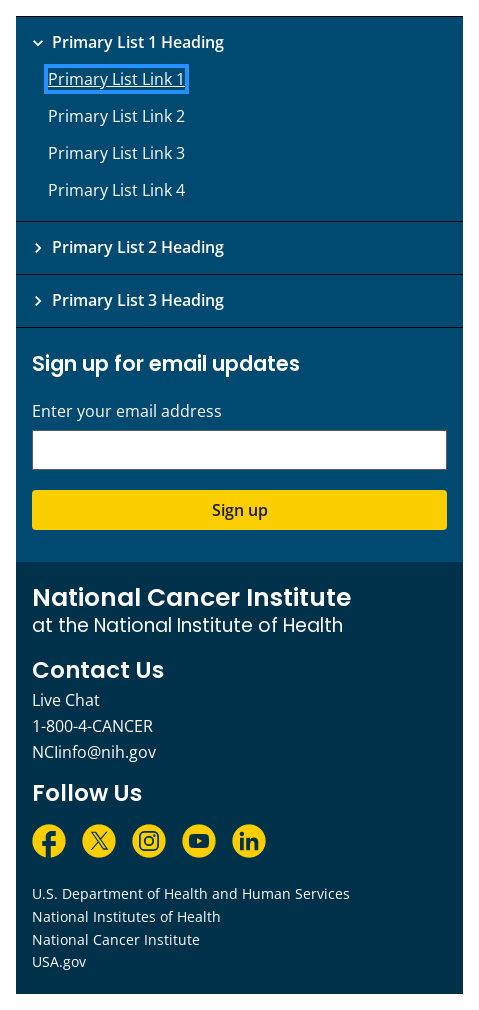 Primary List 1 Heading
Primary List Link 1
Primary List Link 2
Primary List Link 3
Primary List Link 4
Primary List 2 Heading
Primary List 3 Heading
Sign up for email updates
Enter your email address
Sign up
National Cancer Institute
at the National Institute of Health
Contact Us
Live Chat
1-800-4-CANCER
NCIinfo@nih.gov
Follow Us
U.S. Department of Health and Human Services
National Institutes of Health
National Cancer Institute
USA.gov